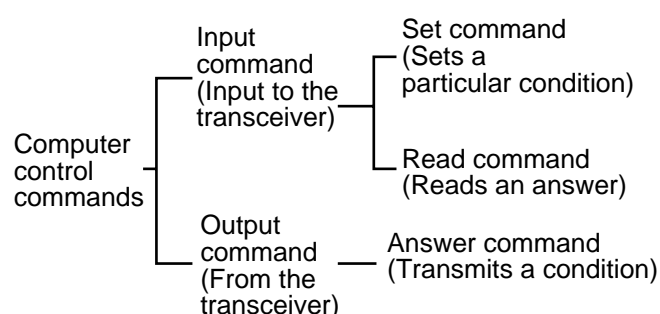 Computer
control
commands
Input
command
(Input to the
transceiver)
Set command
(Sets a
particular condition)
Read command
(Reads an answer)
Output
command
(From the
transceiver)
Answer command
(Transmits a condition)